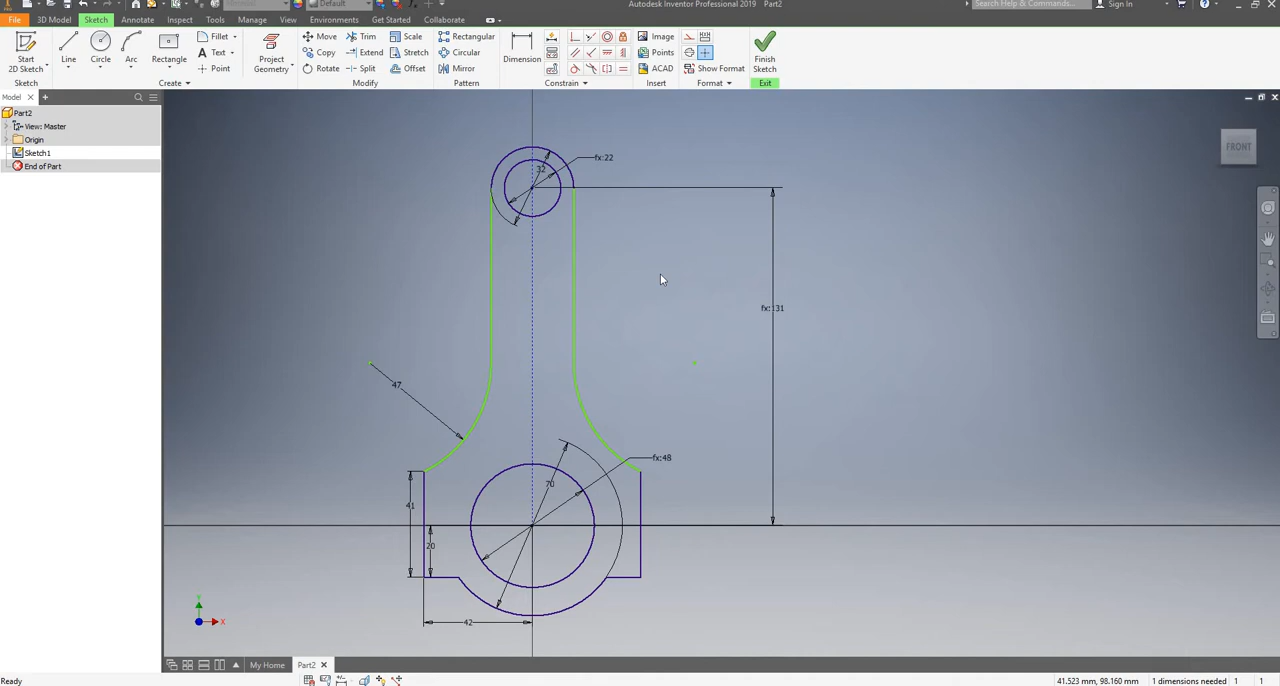 Default
Autodesk Inventor Professional 2019 Part2
Search Help & Commands...
Sign In
File
3D Model
Sketch
Annotate
Inspect
Tools
Manage
View
Environments
Get Started
Collaborate
Start
2D Sketch
Sketch
Line
Circle
Arc
Rectangle
Fillet
Text
Point
Create
Project
Geometry
Move
Trim
Scale
Copy
Extend
Stretch
Rotate
Split
Offset
Modify
Rectangular
Circular
Mirror
Pattern
Dimension
Constrain
Image
Points
ACAD
Insert
Show Format
Format
Finish
Sketch
Exit
Model
Part2
View: Master
Origin
Sketch1
End of Part
FRONT
fx:22
32
fx:131
47
fx:48
70
41
20
42
Y
X
My Home
Part2
Ready
41.523 mm, 98.160 mm
1 dimensions needed
1
1